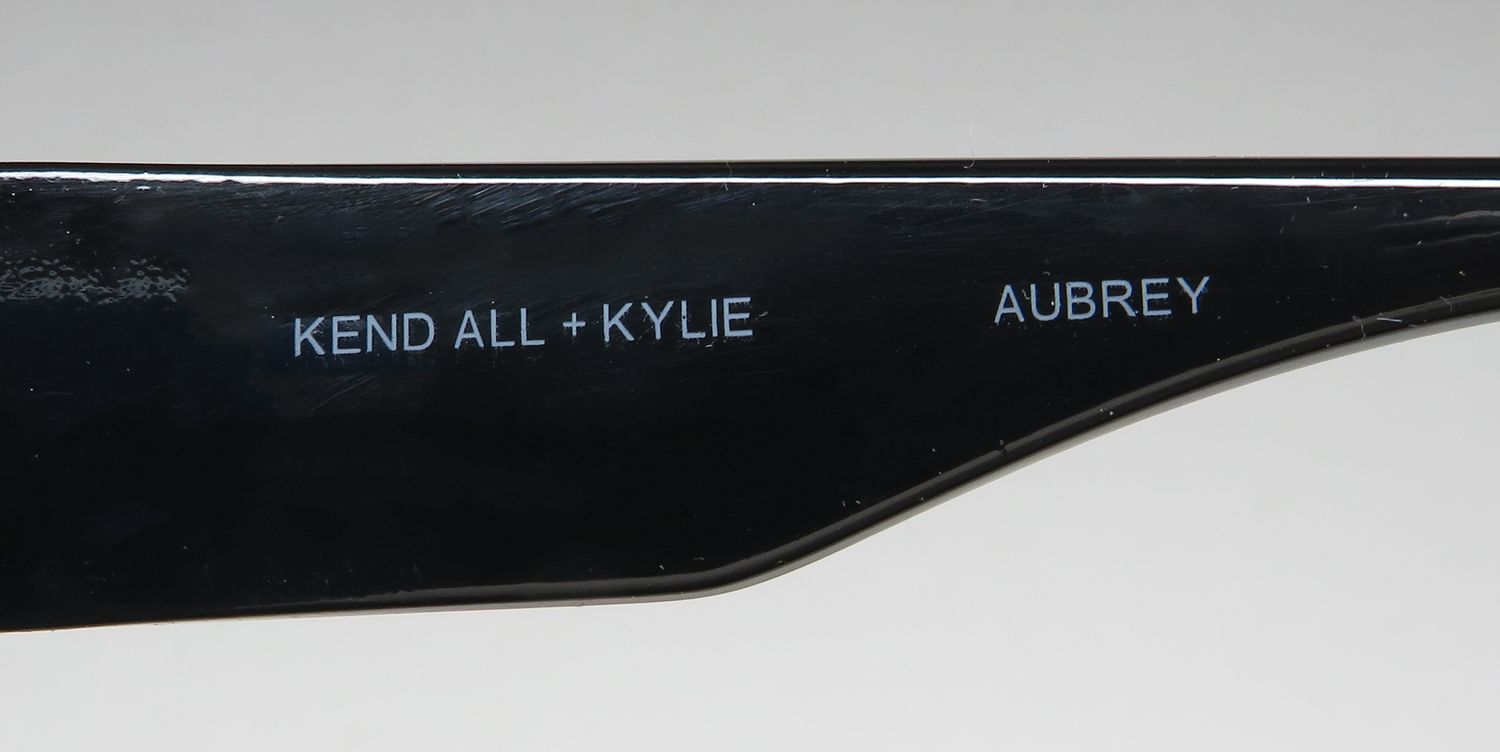 KEND ALL + KYLIE AUBREY